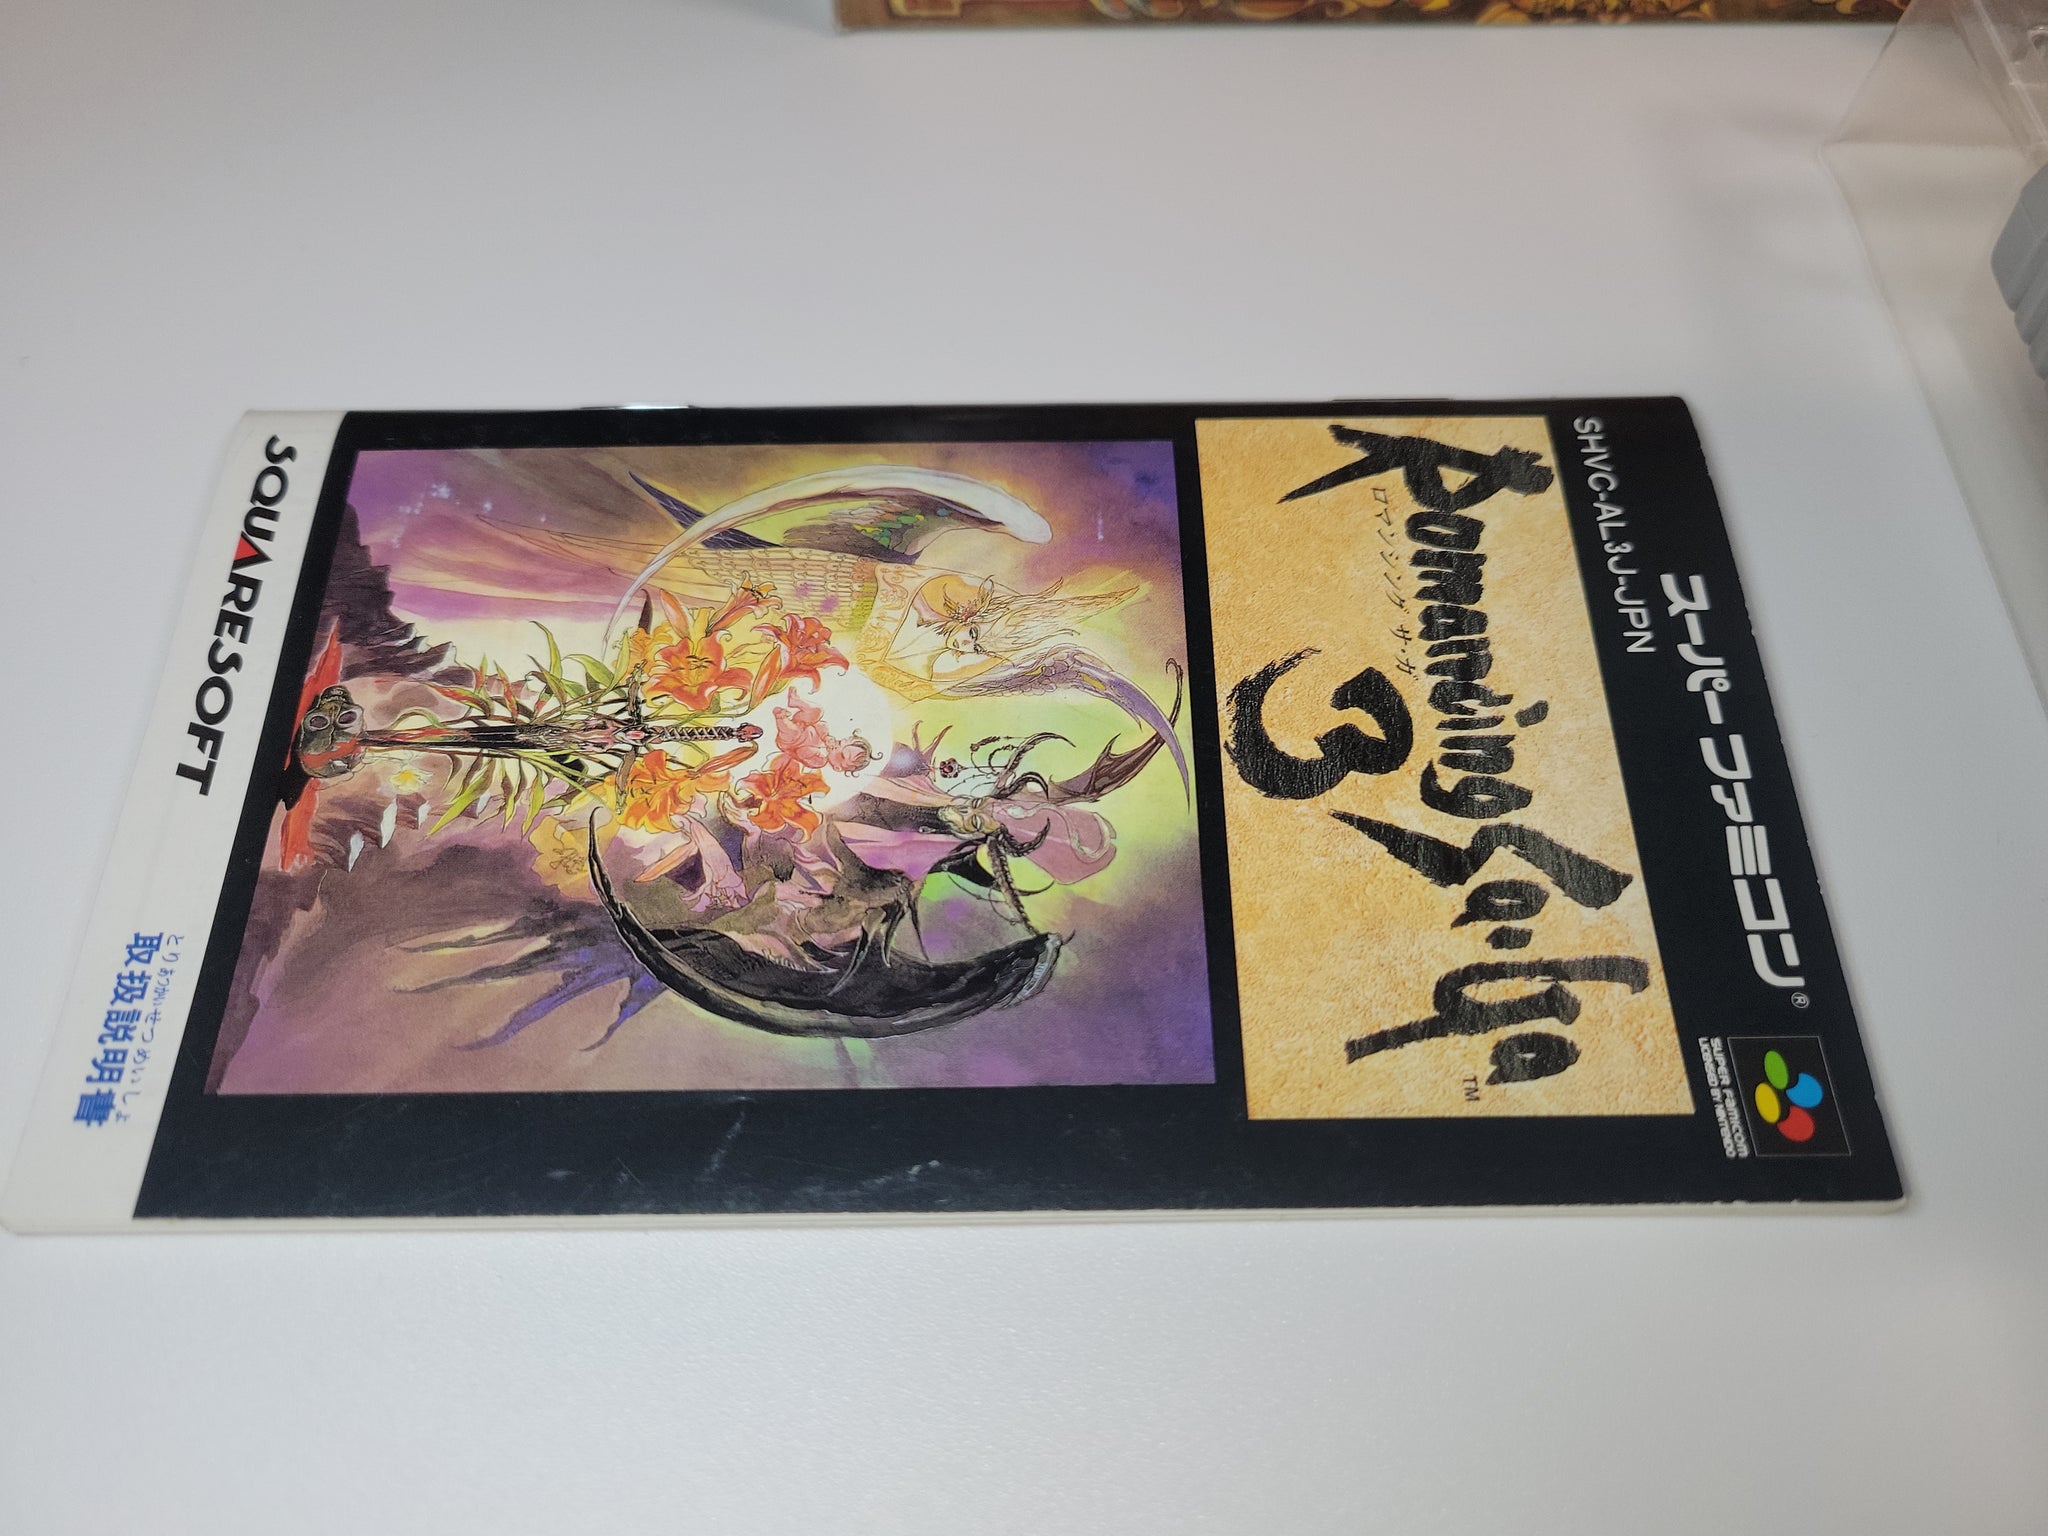 SHVC-AL3J-JPN
スーパーファミコン®
SUPER FAMICOM
LICENSED BY NINTENDO
Romancing Sa·Ga
ロマンシング サ·ガ
3
TM
SQUARESOFT
とりあつかいせつめいしょ
取扱説明書